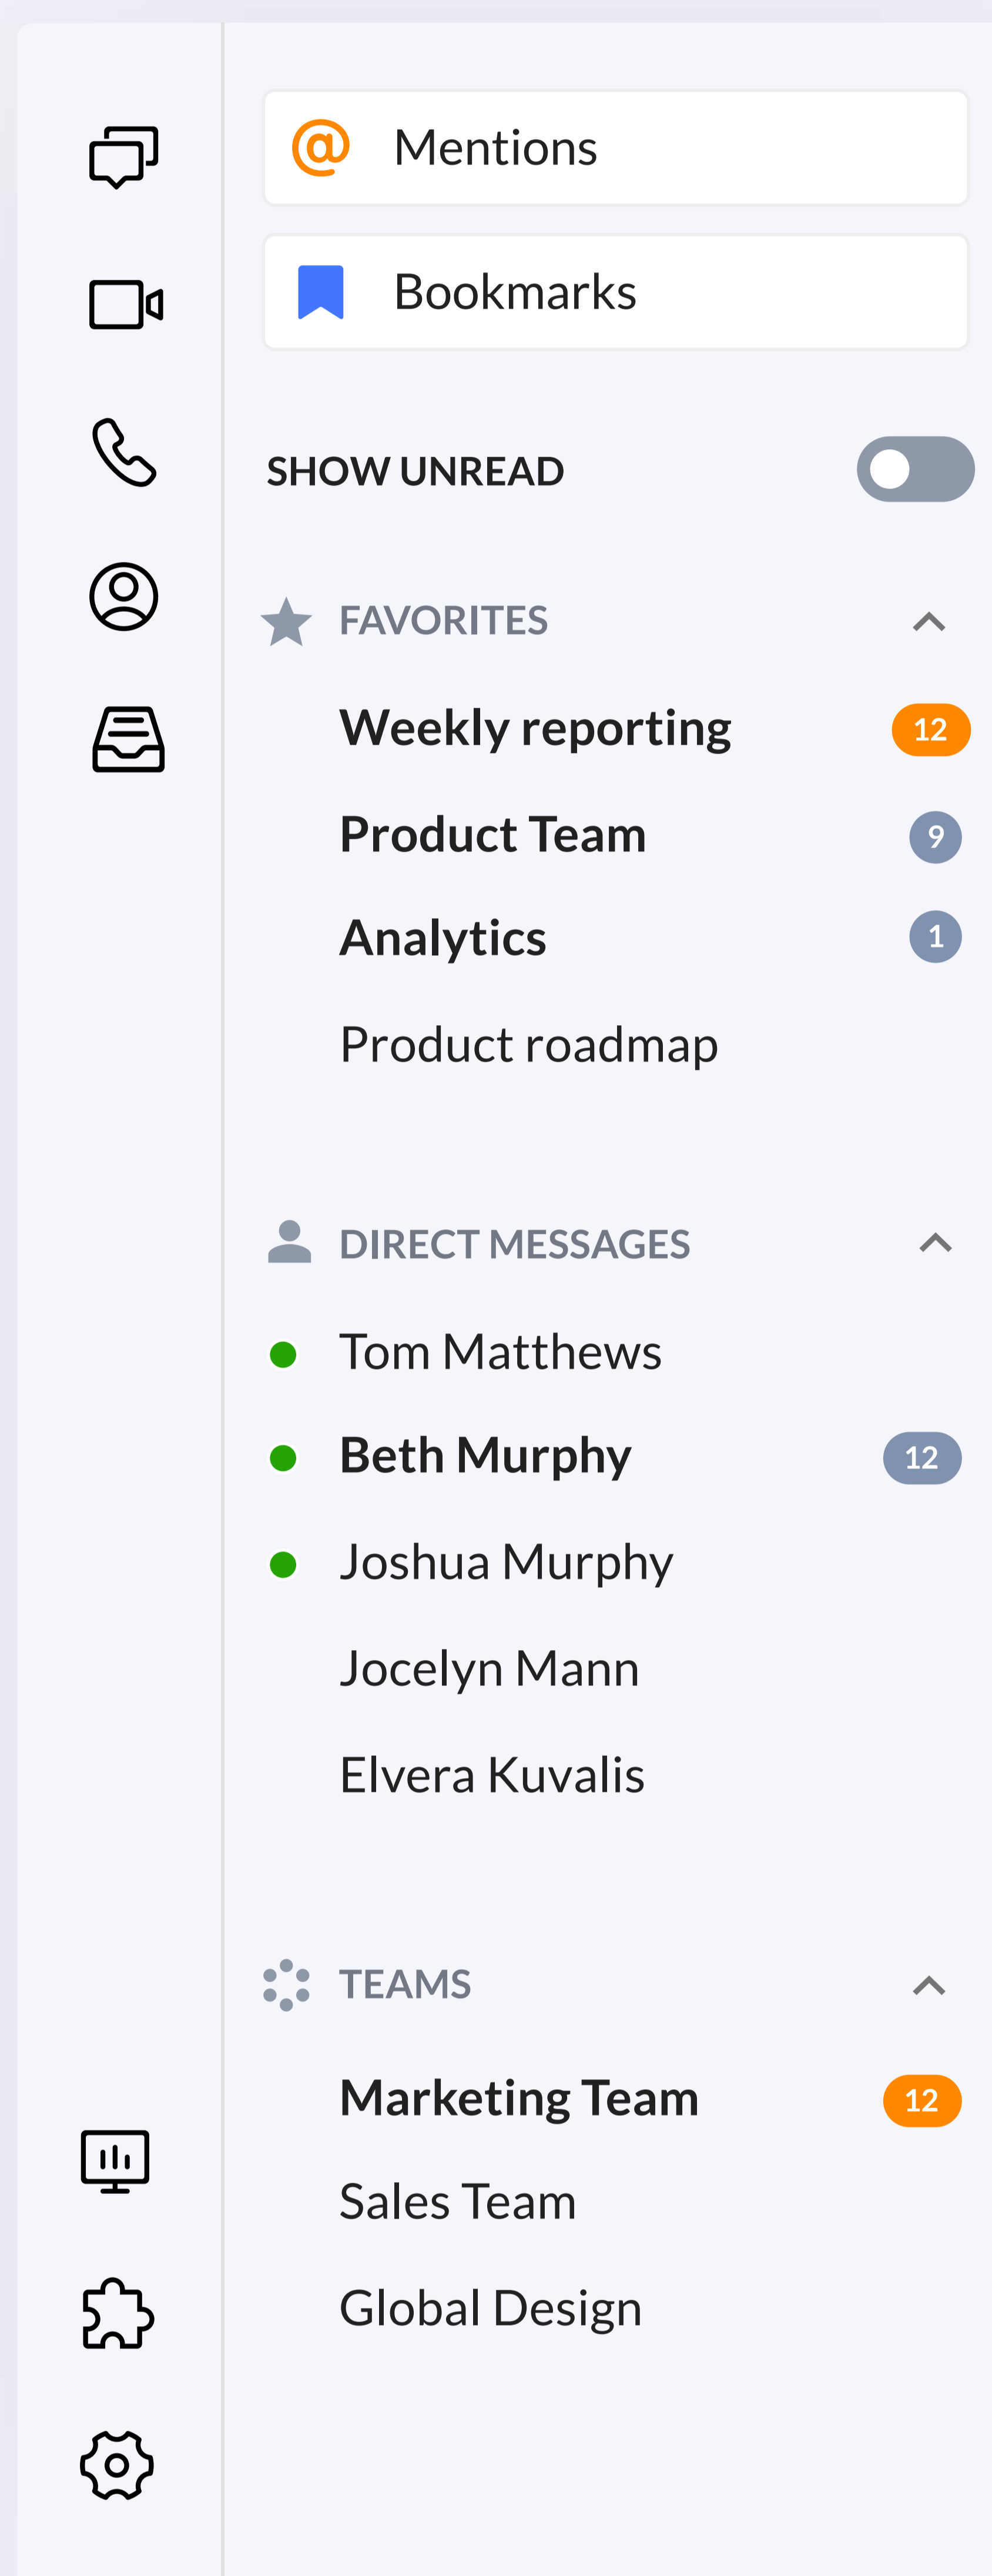 @ Mentions
Bookmarks
SHOW UNREAD
FAVORITES
Weekly reporting 12
Product Team 9
Analytics 1
Product roadmap
DIRECT MESSAGES
Tom Matthews
Beth Murphy 12
Joshua Murphy
Jocelyn Mann
Elvera Kuvalis
TEAMS
Marketing Team 12
Sales Team
Global Design